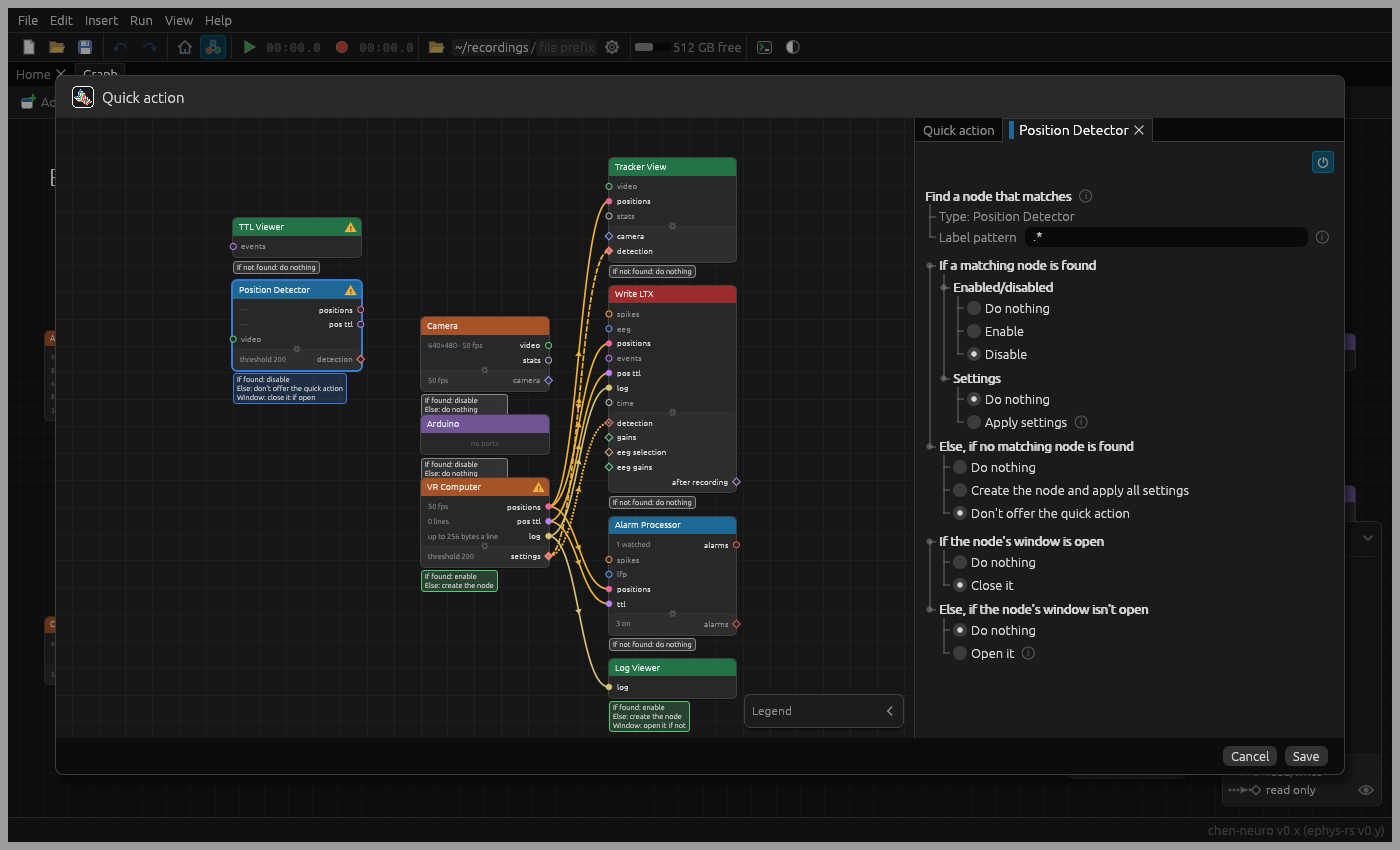 File Edit Insert Run View Help
00:00.0 00:00.0 ~/recordings/file prefix 512 GB free
Home Graph
Quick action
Quick action Position Detector
Find a node that matches
Type: Position Detector
Label pattern .*
If a matching node is found
Enabled/disabled
Do nothing
Enable
Disable
Settings
Do nothing
Apply settings
Else, if no matching node is found
Do nothing
Create the node and apply all settings
Don't offer the quick action
If the node's window is open
Do nothing
Close it
Else, if the node's window isn't open
Do nothing
Open it
TTL Viewer
events
If not found: do nothing
Position Detector
positions
pos ttl
video
threshold 200 detection
If found: disable
Else: don't offer the quick action
Window: close it if open
Camera
640×480 · 50 fps video
stats
50 fps camera
If found: disable
Else: do nothing
Arduino
no ports
If found: disable
Else: do nothing
VR Computer
50 fps positions
0 lines pos ttl
up to 256 bytes a line log
threshold 200 settings
If found: enable
Else: create the node
Tracker View
video
positions
stats
camera
detection
If not found: do nothing
Write LTX
spikes
eeg
positions
events
pos ttl
log
time
detection
gains
eeg selection
eeg gains
after recording
If not found: do nothing
Alarm Processor
1 watched alarms
spikes
lfp
positions
ttl
3 on alarms
If not found: do nothing
Log Viewer
log
If found: enable
Else: create the node
Window: open it if not
Legend
Cancel Save
read only
chen-neuro v0.x (ephys-rs v0.y)